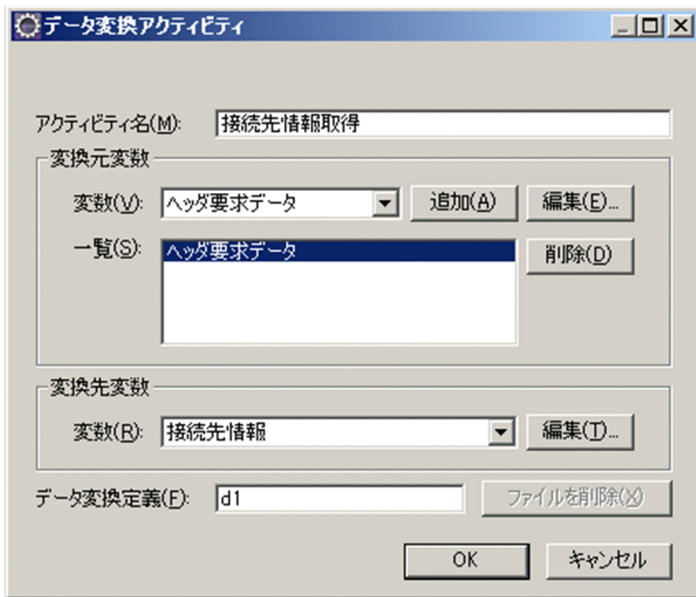 データ変換アクティビティ
アクティビティ名(M): 接続先情報取得
変換元変数
変数(V): ヘッダ要求データ 追加(A) 編集(E)...
一覧(S): ヘッダ要求データ 削除(D)
変換先変数
変数(R): 接続先情報 編集(T)...
データ変換定義(F): d1 ファイルを削除(X)
OK キャンセル